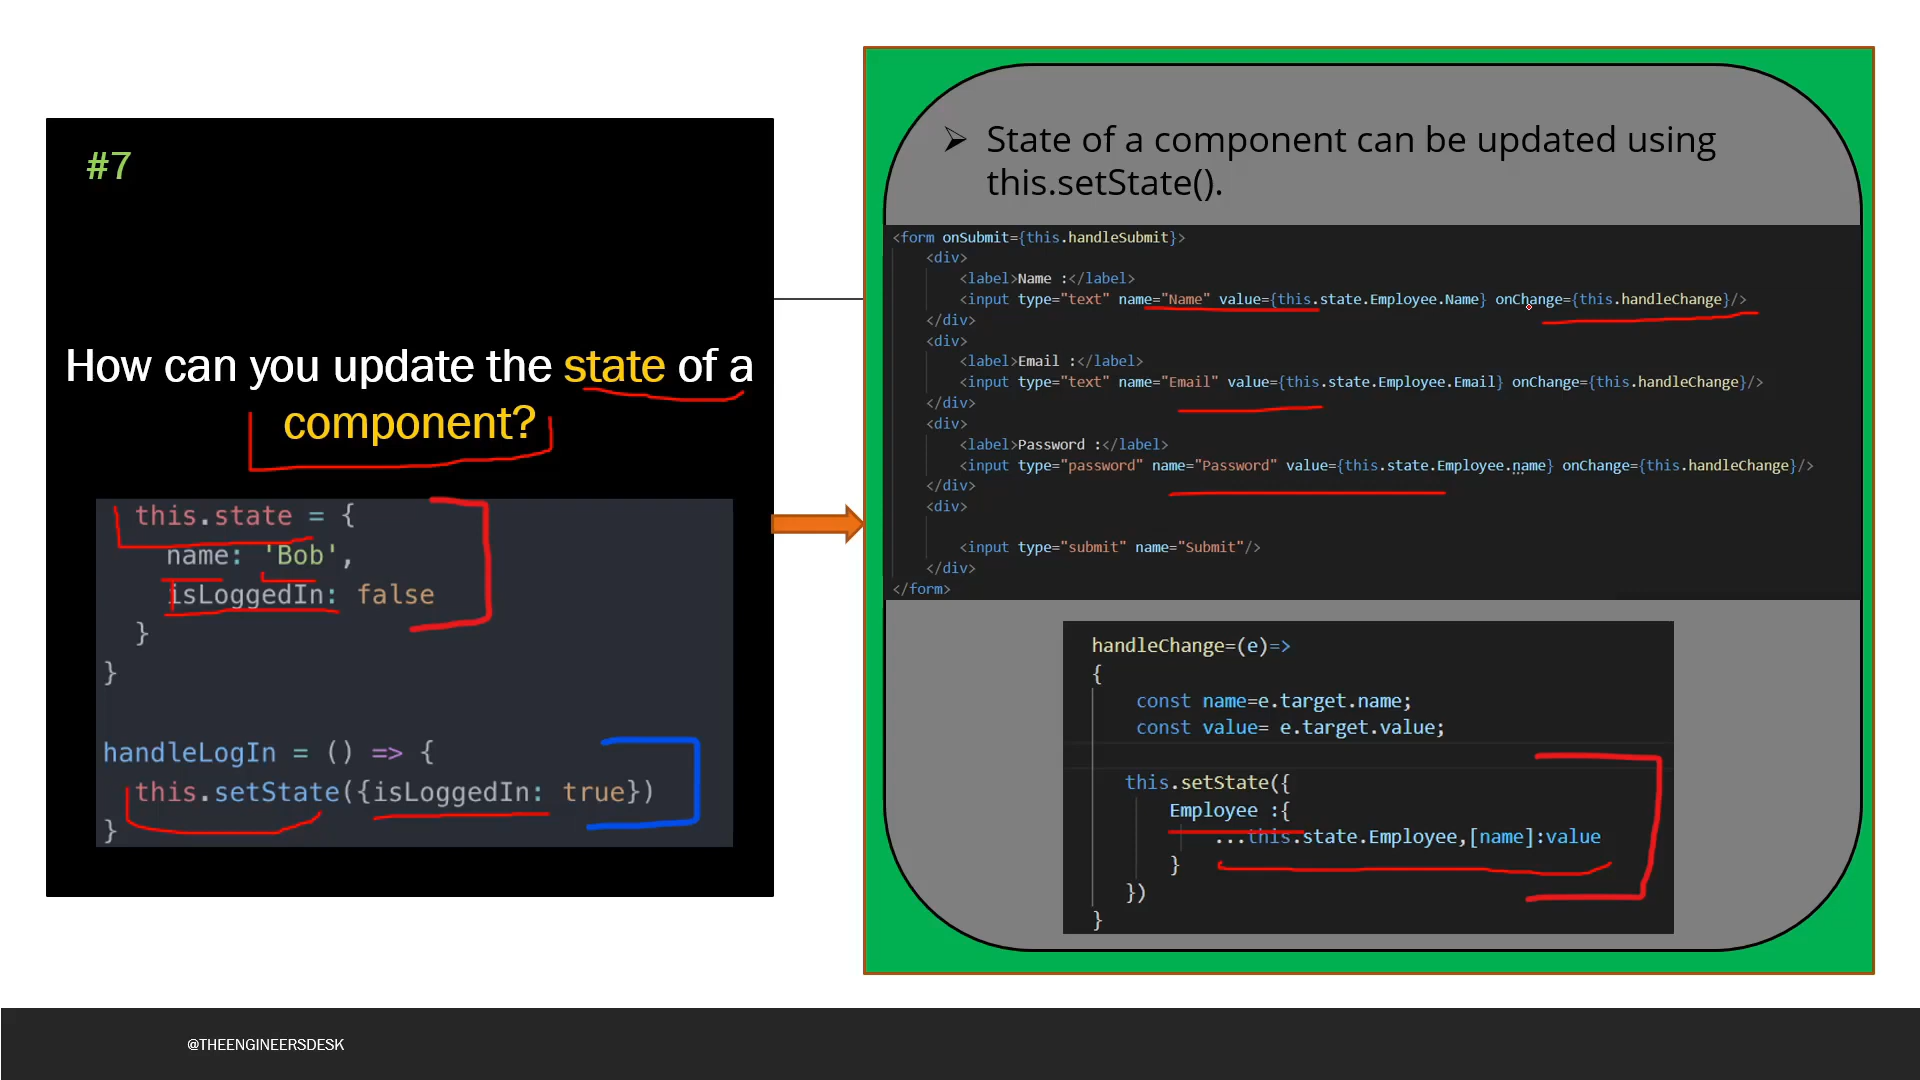 #7
How can you update the state of a
component?
this.state = {
name: 'Bob',
isLoggedIn: false
}
}
handleLogIn = () => {
this.setState({isLoggedIn: true})
}
➢ State of a component can be updated using
this.setState().
<form onSubmit={this.handleSubmit}>
<div>
<label>Name :</label>
<input type="text" name="Name" value={this.state.Employee.Name} onChange={this.handleChange}/>
</div>
<div>
<label>Email :</label>
<input type="text" name="Email" value={this.state.Employee.Email} onChange={this.handleChange}/>
</div>
<div>
<label>Password :</label>
<input type="password" name="Password" value={this.state.Employee.name} onChange={this.handleChange}/>
</div>
<div>
<input type="submit" name="Submit"/>
</div>
</form>
handleChange=(e)=>
{
const name=e.target.name;
const value= e.target.value;
this.setState({
Employee :{
...this.state.Employee,[name]:value
}
})
}
@THEENGINEERSDESK